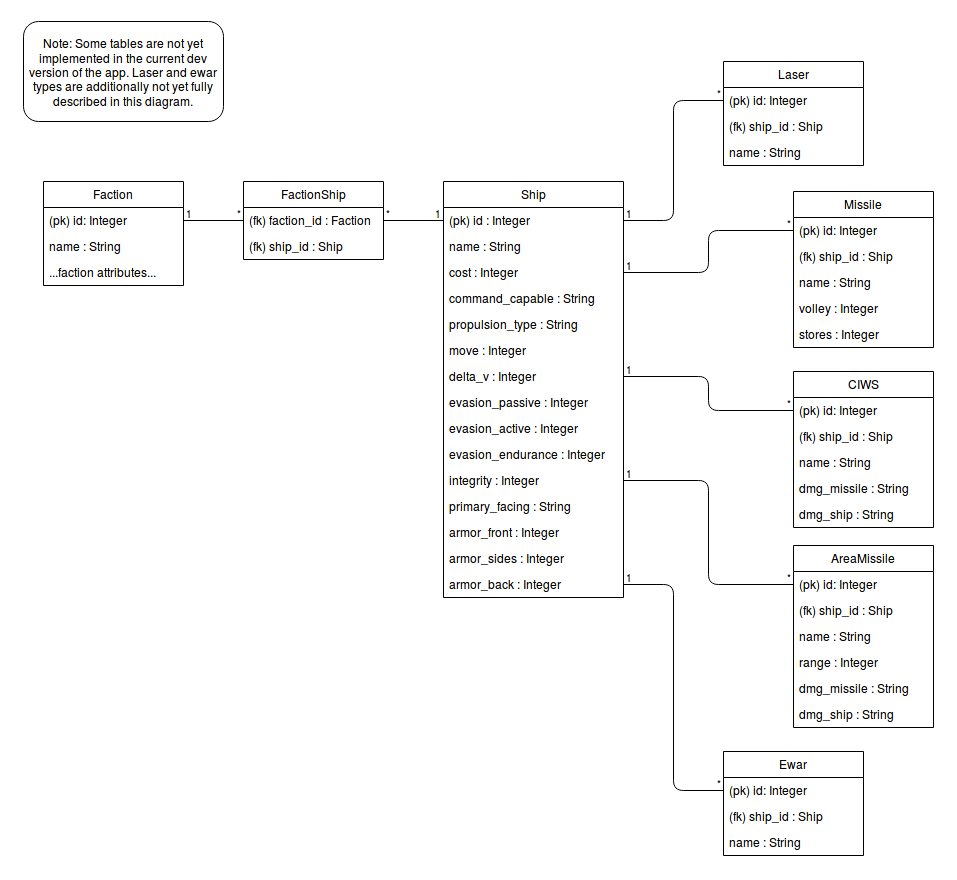 Note: Some tables are not yet
implemented in the current dev
version of the app. Laser and ewar
types are additionally not yet fully
described in this diagram.
Faction
(pk) id: Integer
name : String
...faction attributes...
1
*
FactionShip
(fk) faction_id : Faction
(fk) ship_id : Ship
*
1
Ship
(pk) id : Integer
name : String
cost : Integer
command_capable : String
propulsion_type : String
move : Integer
delta_v : Integer
evasion_passive : Integer
evasion_active : Integer
evasion_endurance : Integer
integrity : Integer
primary_facing : String
armor_front : Integer
armor_sides : Integer
armor_back : Integer
1
*
Laser
(pk) id: Integer
(fk) ship_id : Ship
name : String
1
*
Missile
(pk) id: Integer
(fk) ship_id : Ship
name : String
volley : Integer
stores : Integer
1
*
CIWS
(pk) id: Integer
(fk) ship_id : Ship
name : String
dmg_missile : String
dmg_ship : String
1
*
AreaMissile
(pk) id: Integer
(fk) ship_id : Ship
name : String
range : Integer
dmg_missile : String
dmg_ship : String
1
*
Ewar
(pk) id: Integer
(fk) ship_id : Ship
name : String